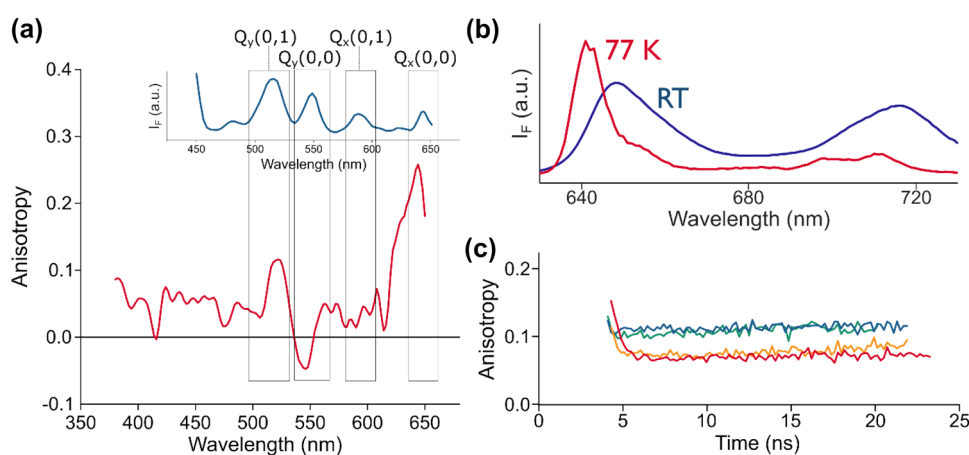 (a)
Qy(0,1)
Qy(0,0)
Qx(0,1)
Qx(0,0)
0.4
0.3
0.2
0.1
0.0
-0.1
Anisotropy
350
400
450
500
550
600
650
Wavelength (nm)
IF (a.u.)
450
500
550
600
650
Wavelength (nm)
(b)
77 K
RT
IF (a.u.)
640
680
720
Wavelength (nm)
(c)
0.2
0.1
0.0
Anisotropy
0
5
10
15
20
25
Time (ns)